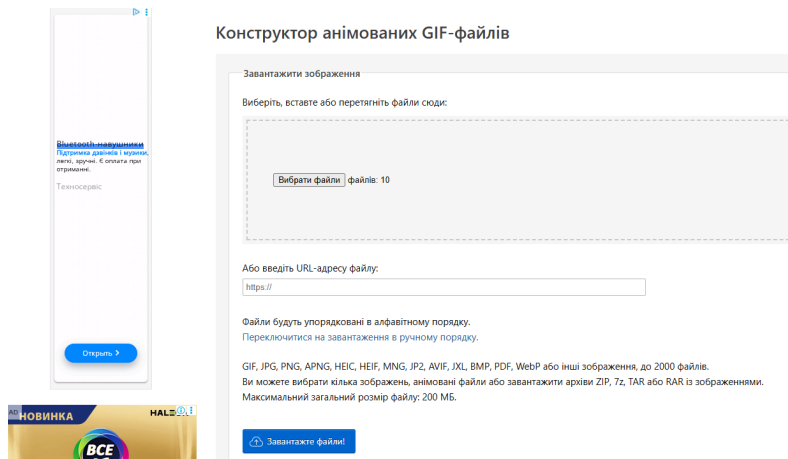 Конструктор анімованих GIF-файлів
Завантажити зображення
Виберіть, вставте або перетягніть файли сюди:
Вибрати файли файлів: 10
Або введіть URL-адресу файлу:
https://
Файли будуть упорядковані в алфавітному порядку.
Переключитися на завантаження в ручному порядку.
GIF, JPG, PNG, APNG, HEIC, HEIF, MNG, JP2, AVIF, JXL, BMP, PDF, WebP або інші зображення, до 2000 файлів.
Ви можете вибрати кілька зображень, анімовані файли або завантажити архіви ZIP, 7z, TAR або RAR із зображеннями.
Максимальний загальний розмір файлу: 200 МБ.
Завантажте файли!
Bluetooth-навушники
Підтримка дзвінків і музики,
легкі, зручні. Є оплата при
отриманні.
Техносервіс
Открыть
AD
НОВИНКА
ВСЕ